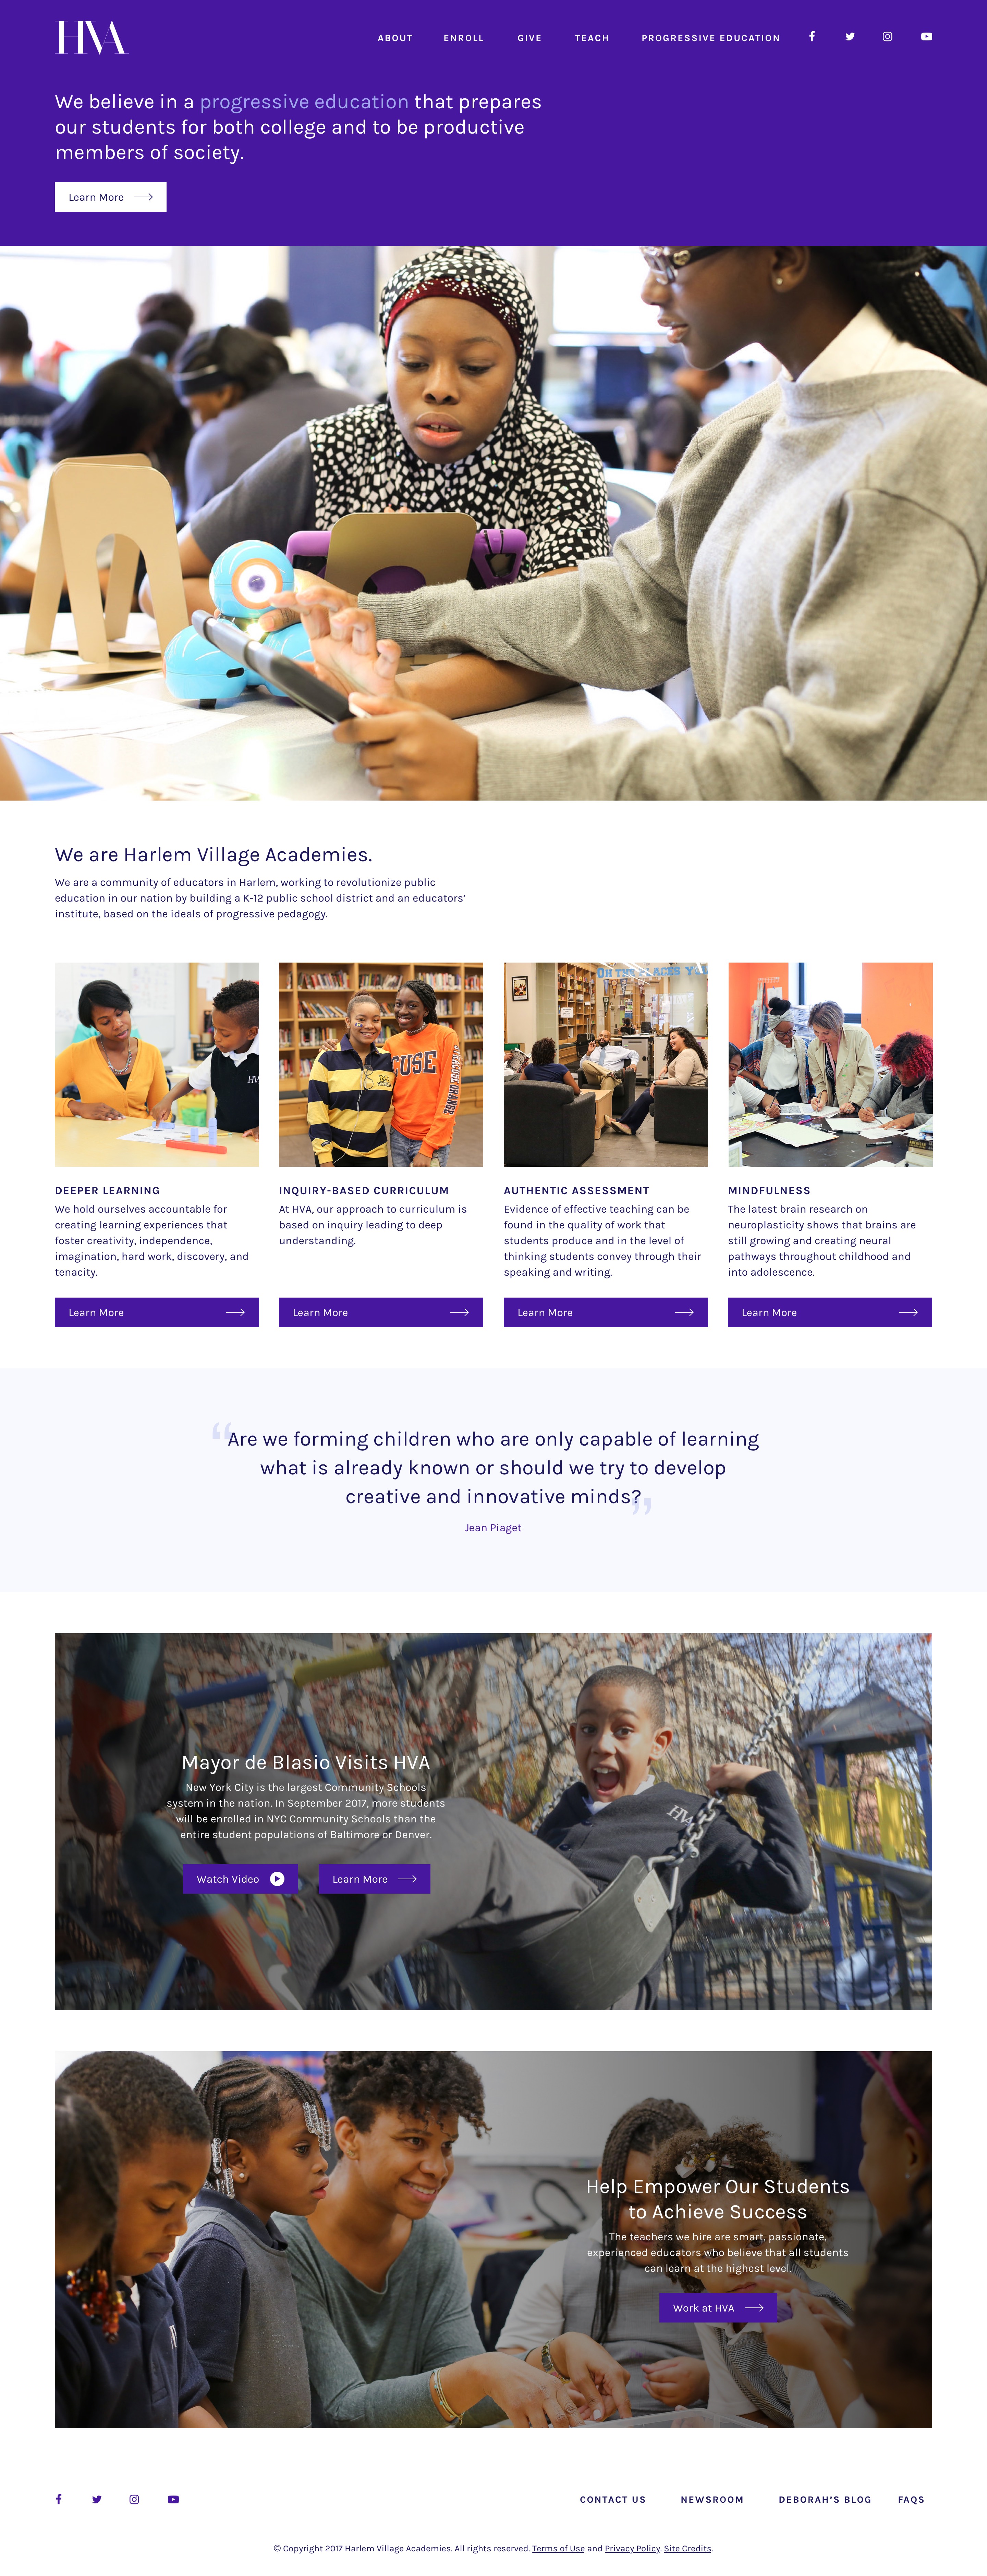 HVA
ABOUT ENROLL GIVE TEACH PROGRESSIVE EDUCATION
We believe in a progressive education that prepares
our students for both college and to be productive
members of society.
Learn More
We are Harlem Village Academies.
We are a community of educators in Harlem, working to revolutionize public
education in our nation by building a K-12 public school district and an educators’
institute, based on the ideals of progressive pedagogy.
HV
M
CUSE
SYRACUSE ORANGE
OH THE PLACES Y
DEEPER LEARNING
We hold ourselves accountable for
creating learning experiences that
foster creativity, independence,
imagination, hard work, discovery, and
tenacity.
Learn More
INQUIRY-BASED CURRICULUM
At HVA, our approach to curriculum is
based on inquiry leading to deep
understanding.
Learn More
AUTHENTIC ASSESSMENT
Evidence of effective teaching can be
found in the quality of work that
students produce and in the level of
thinking students convey through their
speaking and writing.
Learn More
MINDFULNESS
The latest brain research on
neuroplasticity shows that brains are
still growing and creating neural
pathways throughout childhood and
into adolescence.
Learn More
“Are we forming children who are only capable of learning
what is already known or should we try to develop
creative and innovative minds?”
Jean Piaget
Mayor de Blasio Visits HVA
New York City is the largest Community Schools
system in the nation. In September 2017, more students
will be enrolled in NYC Community Schools than the
entire student populations of Baltimore or Denver.
Watch Video Learn More
HVA
Help Empower Our Students
to Achieve Success
The teachers we hire are smart, passionate,
experienced educators who believe that all students
can learn at the highest level.
Work at HVA
CONTACT US NEWSROOM DEBORAH’S BLOG FAQS
© Copyright 2017 Harlem Village Academies. All rights reserved. Terms of Use and Privacy Policy. Site Credits.